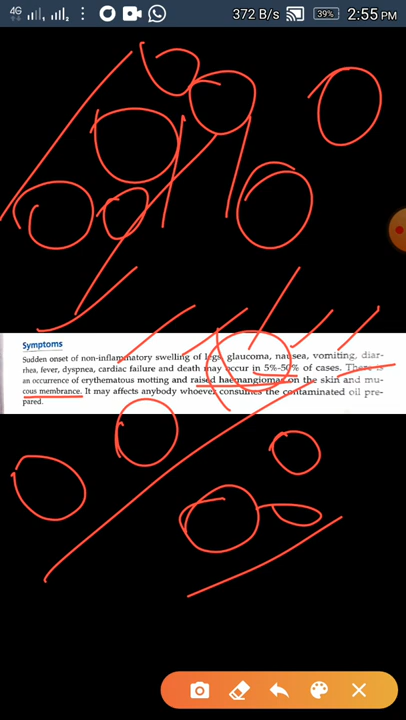 4G 372 B/s 39% 2:55 PM
Symptoms
Sudden onset of non-inflammatory swelling of legs, glaucoma, nausea, vomiting, diar-
rhea, fever, dyspnea, cardiac failure and death may occur in 5%-50% of cases. There is
an occurrence of erythematous motting and raised haemangiomas on the skin and mu-
cous membrance. It may affects anybody whoever consumes the contaminated oil pre-
pared.